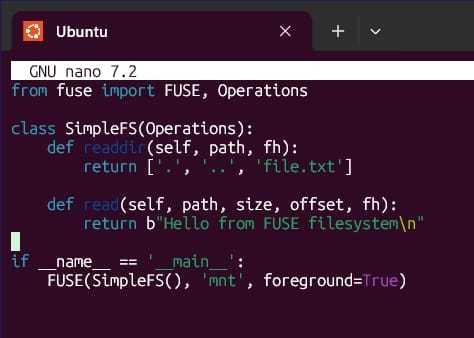 Ubuntu
GNU nano 7.2
from fuse import FUSE, Operations
class SimpleFS(Operations):
    def readdir(self, path, fh):
        return ['.', '..', 'file.txt']
    def read(self, path, size, offset, fh):
        return b"Hello from FUSE filesystem\n"
if __name__ == '__main__':
    FUSE(SimpleFS(), 'mnt', foreground=True)